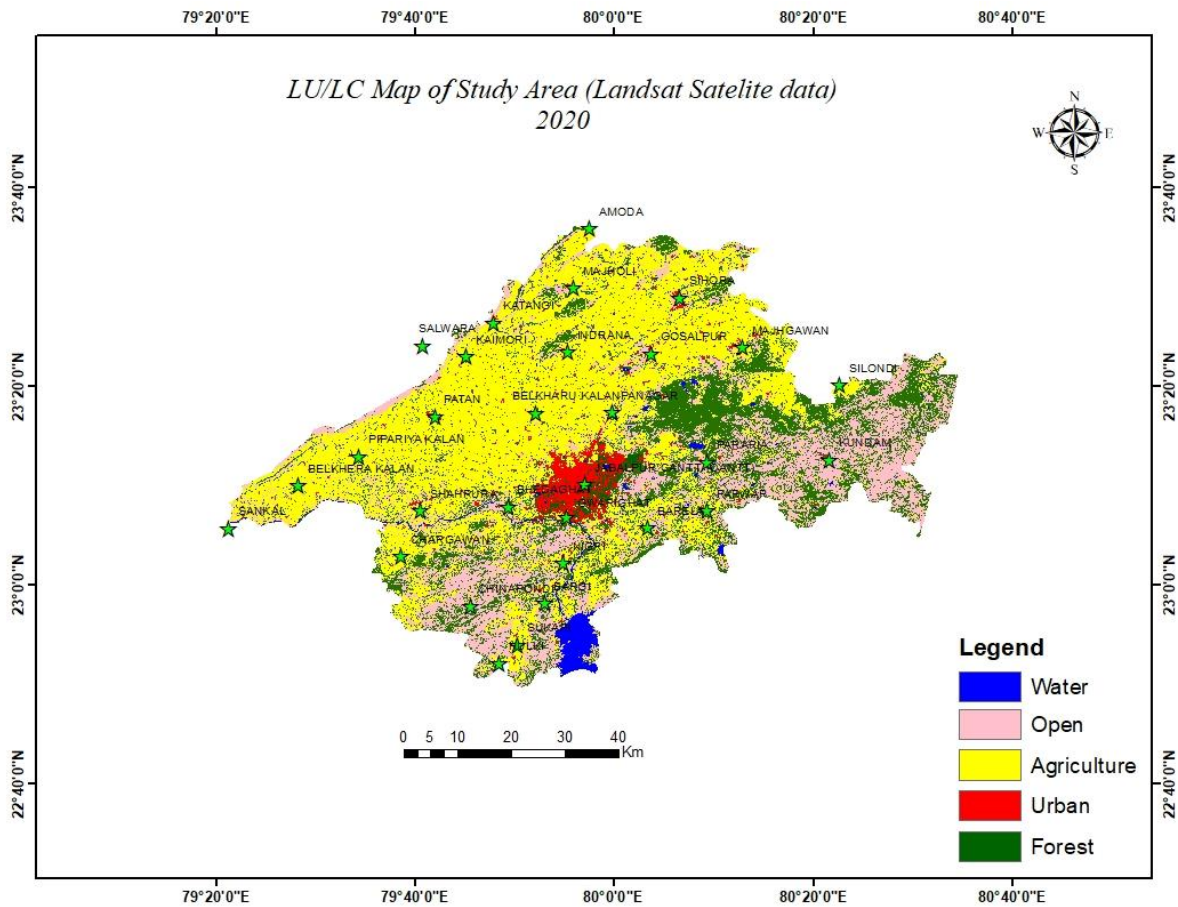 79°20'0"E 79°40'0"E 80°0'0"E 80°20'0"E 80°40'0"E
LU/LC Map of Study Area (Landsat Satelite data)
2020
N
W E
S
23°40'0"N 23°40'0"N
AMODA
MAJHOLI
SIHORA
KATANGI
SALWARA
KAIMORI
INDRANA
GOSALPUR
MAJHGAWAN
23°20'0"N 23°20'0"N
SILONDI
PATAN
BELKHARU KALAN
PANAGAR
PIPARIYA KALAN
PARARIA
KUNDAM
BELKHERA KALAN
JABALPUR
SHAHPURA
SANKAL
BARELA
CHARGAWAN
23°0'0"N 23°0'0"N
BARGI
Legend
Water
Open
Agriculture
Urban
Forest
0 5 10 20 30 40
Km
22°40'0"N 22°40'0"N
79°20'0"E 79°40'0"E 80°0'0"E 80°20'0"E 80°40'0"E